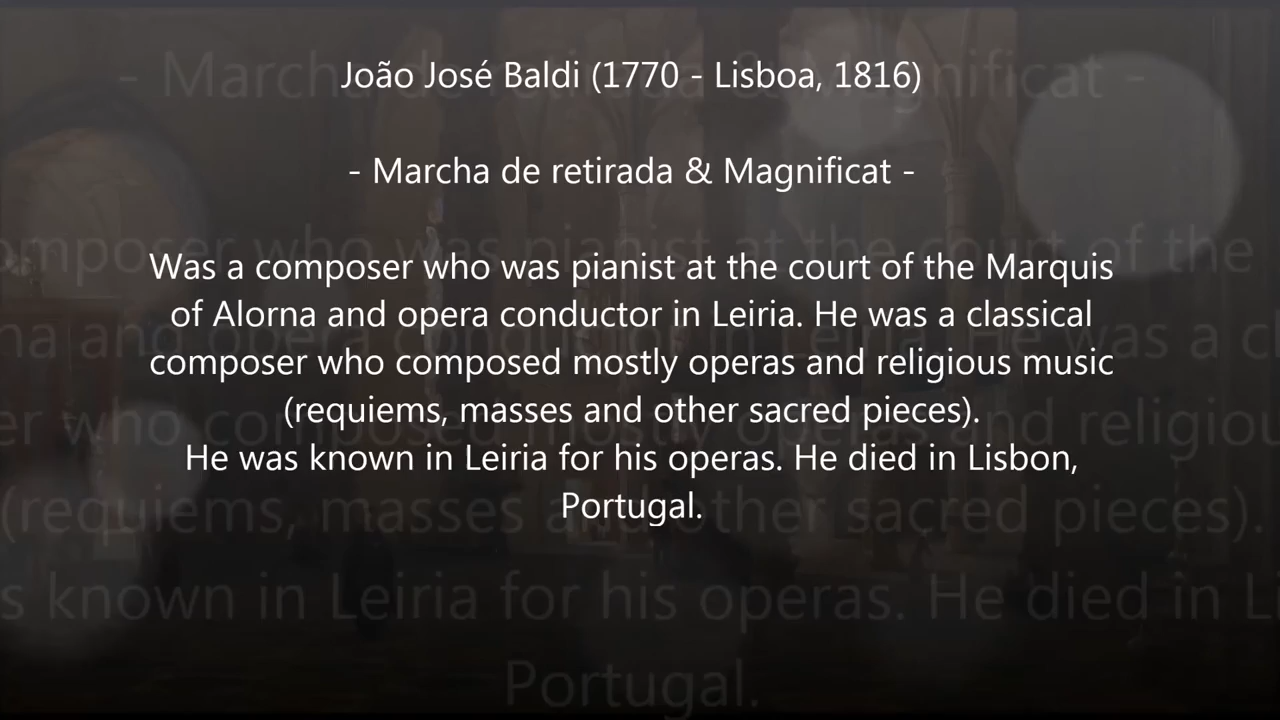 João José Baldi (1770 - Lisboa, 1816)
- Marcha de retirada & Magnificat -
Was a composer who was pianist at the court of the Marquis
of Alorna and opera conductor in Leiria. He was a classical
composer who composed mostly operas and religious music
(requiems, masses and other sacred pieces).
He was known in Leiria for his operas. He died in Lisbon,
Portugal.